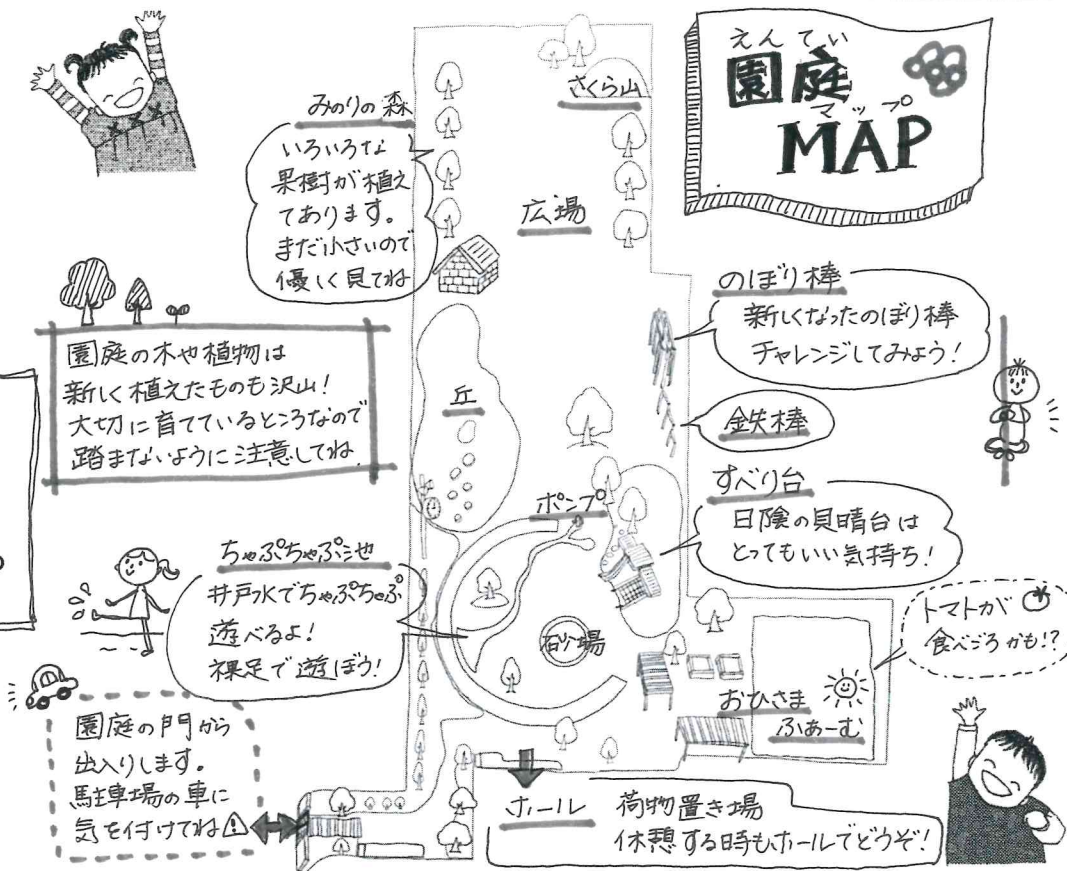 えんてい
園庭
マップ
MAP
さくら山
みのりの森
いろいろな
果樹が植え
てあります。
まだ小さいので
優しく見てね
広場
のぼり棒
新しくなったのぼり棒
チャレンジしてみよう!
園庭の木や植物は
新しく植えたものも沢山!
大切に育てているところなので
踏まないように注意してね
丘
鉄棒
すべり台
日陰の見晴台は
とってもいい気持ち!
ポンプ
ちゃぷちゃぷ池
井戸水でちゃぷちゃぷ
遊べるよ!
裸足で遊ぼう!
砂場
トマトが
食べごろかも!?
おひさま
ふぁーむ
園庭の門から
出入りします。
駐車場の車に
気を付けてね⚠
ホール 荷物置き場
休憩する時もホールでどうぞ!